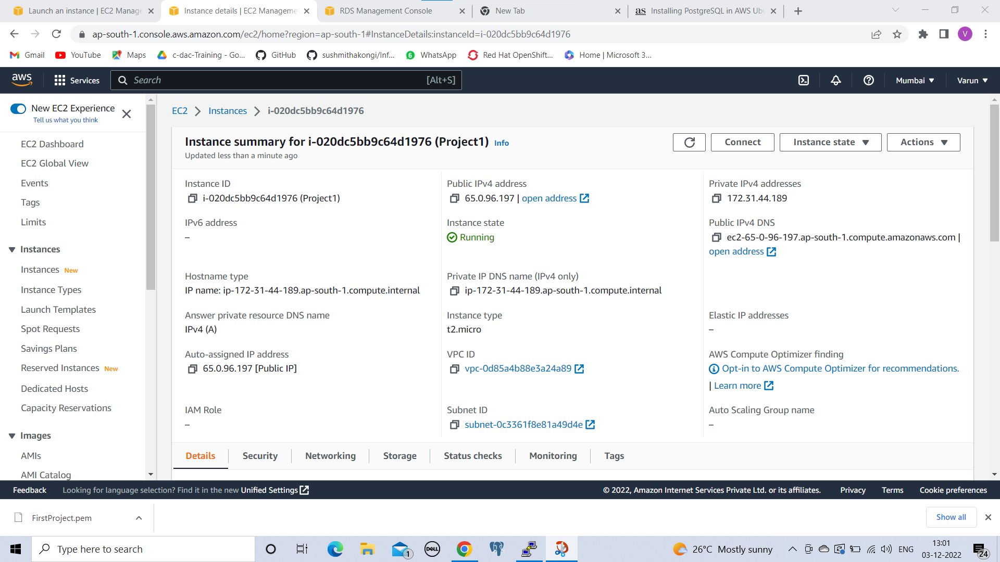 Launch an instance | EC2 Manage
Instance details | EC2 Manageme
RDS Management Console
New Tab
as Installing PostgreSQL in AWS Ub
ap-south-1.console.aws.amazon.com/ec2/home?region=ap-south-1#InstanceDetails:instanceId=i-020dc5bb9c64d1976
V
Gmail
YouTube
Maps
c-dac-Training - Go...
GitHub
sushmithakongi/Inf...
6 WhatsApp
Red Hat OpenShift...
Home | Microsoft 3...
aws
Services
Search
[Alt+S]
Mumbai
Varun
New EC2 Experience
Tell us what you think
EC2 Dashboard
EC2 Global View
Events
Tags
Limits
Instances
Instances New
Instance Types
Launch Templates
Spot Requests
Savings Plans
Reserved Instances New
Dedicated Hosts
Capacity Reservations
Images
AMIs
AMI Catalog
EC2
Instances
i-020dc5bb9c64d1976
Instance summary for i-020dc5bb9c64d1976 (Project1) Info
Updated less than a minute ago
Connect
Instance state
Actions
Instance ID
i-020dc5bb9c64d1976 (Project1)
Public IPv4 address
65.0.96.197 | open address
Private IPv4 addresses
172.31.44.189
IPv6 address
–
Instance state
Running
Public IPv4 DNS
ec2-65-0-96-197.ap-south-1.compute.amazonaws.com |
open address
Hostname type
IP name: ip-172-31-44-189.ap-south-1.compute.internal
Private IP DNS name (IPv4 only)
ip-172-31-44-189.ap-south-1.compute.internal
Answer private resource DNS name
IPv4 (A)
Instance type
t2.micro
Elastic IP addresses
–
Auto-assigned IP address
65.0.96.197 [Public IP]
VPC ID
vpc-0d85a4b88e3a24a89
AWS Compute Optimizer finding
Opt-in to AWS Compute Optimizer for recommendations.
| Learn more
IAM Role
–
Subnet ID
subnet-0c3361f8e81a49d4e
Auto Scaling Group name
–
Details
Security
Networking
Storage
Status checks
Monitoring
Tags
Feedback
Looking for language selection? Find it in the new Unified Settings
© 2022, Amazon Internet Services Private Ltd. or its affiliates.
Privacy
Terms
Cookie preferences
FirstProject.pem
Show all
Type here to search
1
DELL
26°C Mostly sunny
ENG
13:01
03-12-2022
24